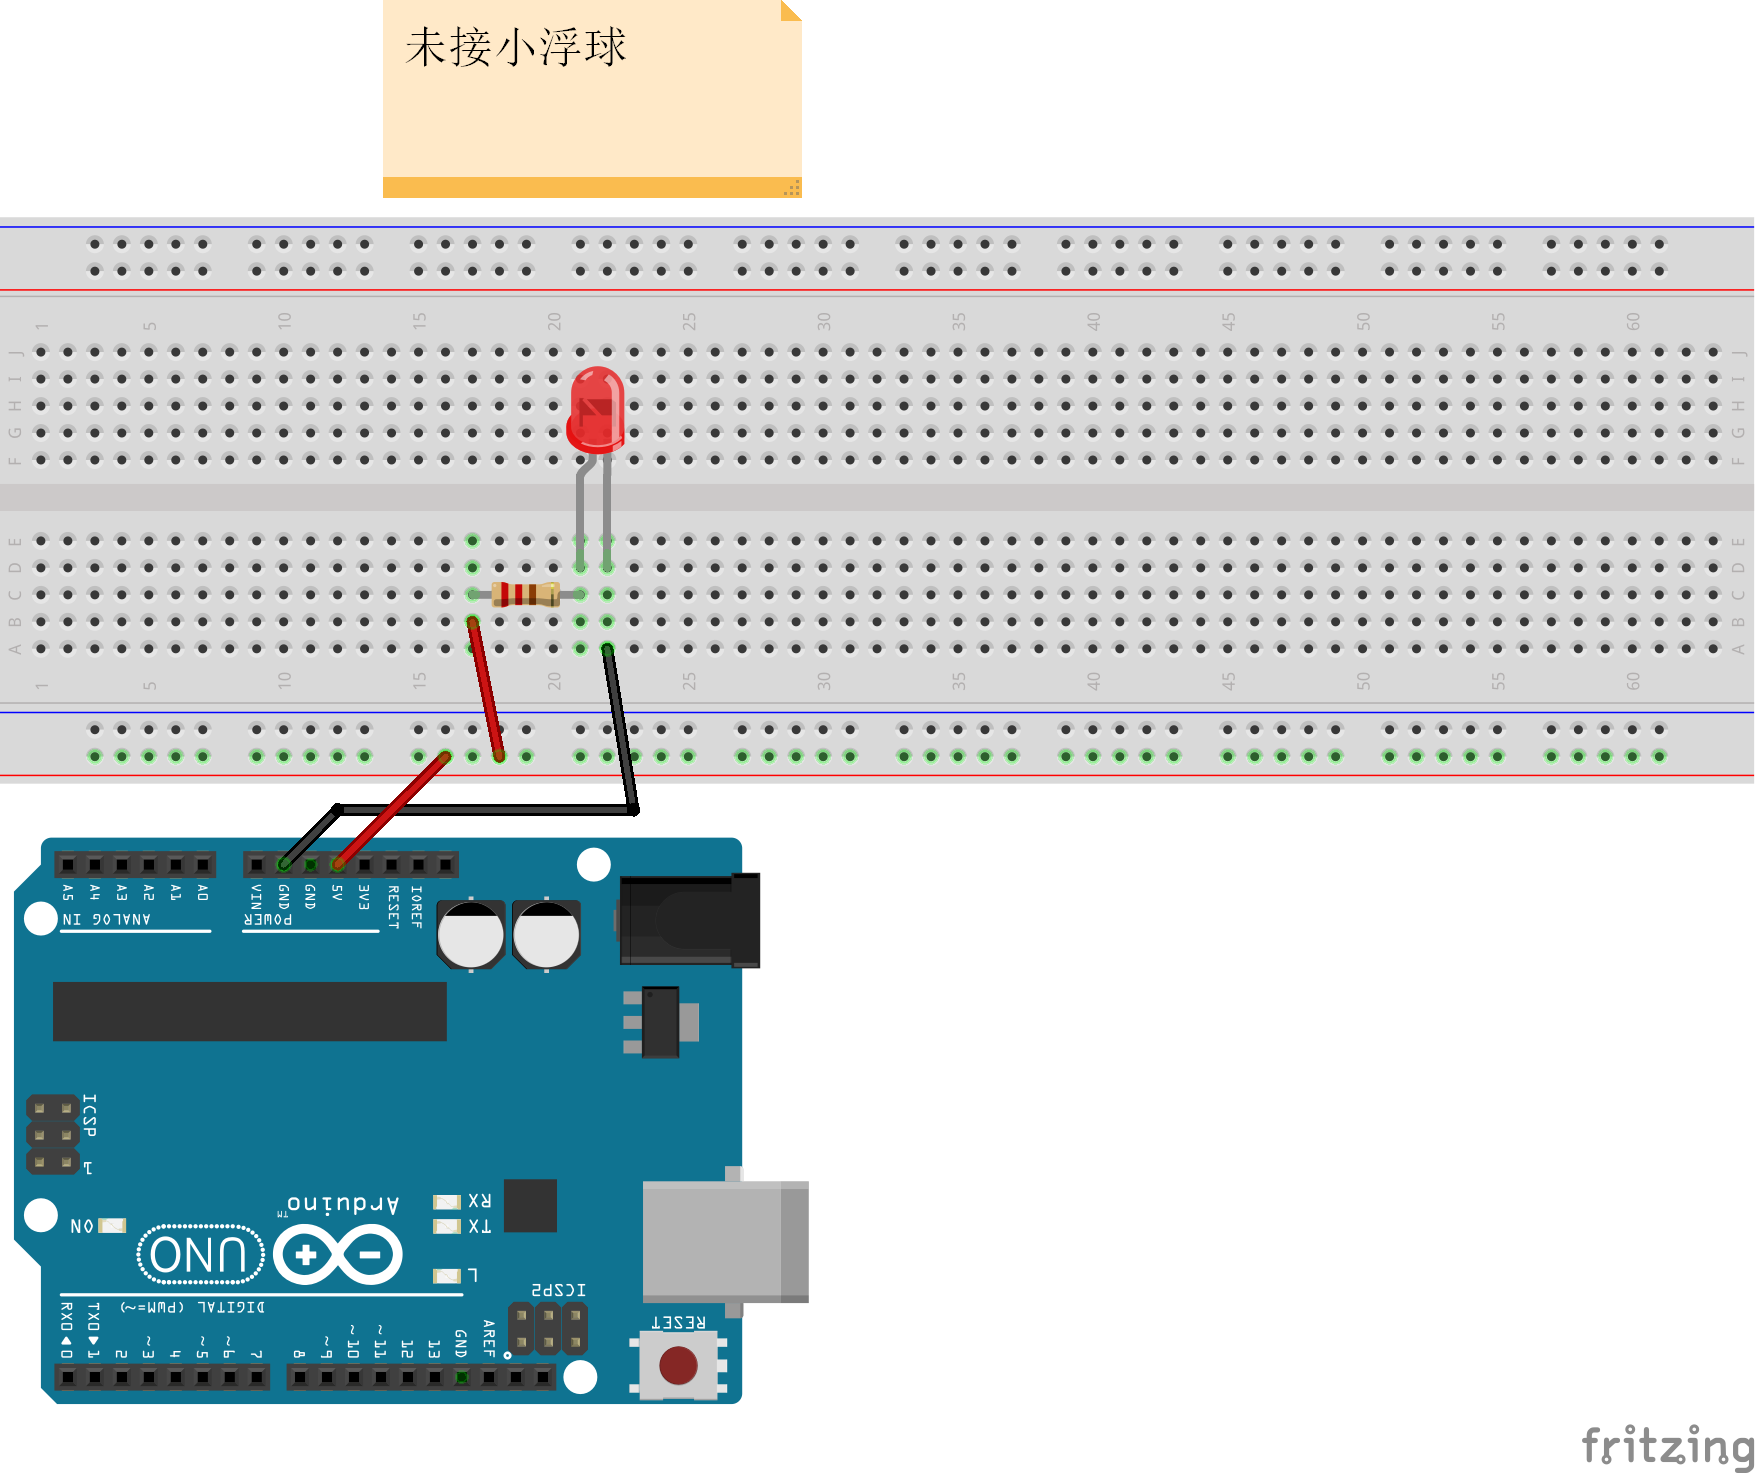 未接小浮球
1 5 10 15 20 25 30 35 40 45 50 55 60
J J
I I
H H
G G
F F
E E
D D
C C
B B
A A
1 5 10 15 20 25 30 35 40 45 50 55 60
A5 A4 A3 A2 A1 A0 VIN GND GND 5V 3V3 RESET IOREF
ANALOG IN POWER
ICSP
1
Arduino™
RX
ON TX
UNO
L
ICSP2
DIGITAL (PWM=~)
RESET
RX0◀0 TX0▶1 2 ~3 4 ~5 ~6 7 8 ~9 ~10 ~11 12 13 GND AREF
fritzing